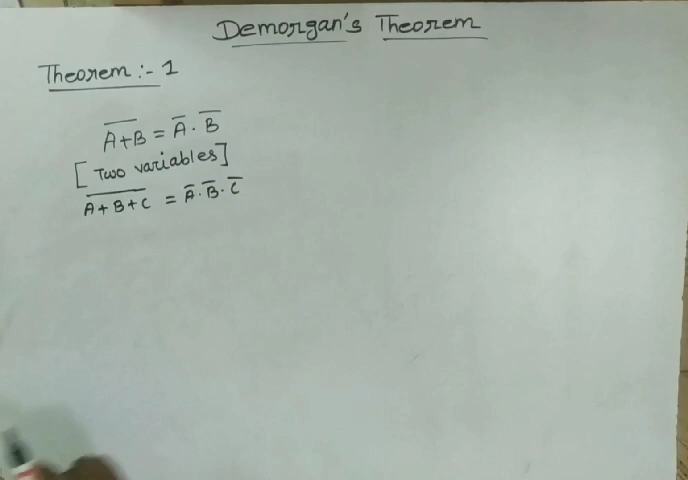 Demorgan's Theorem
Theorem :- 1
A̅+̅B̅ = A̅ . B̅
[ Two variables ]
A̅+̅B̅+̅C̅ = A̅ . B̅ . C̅